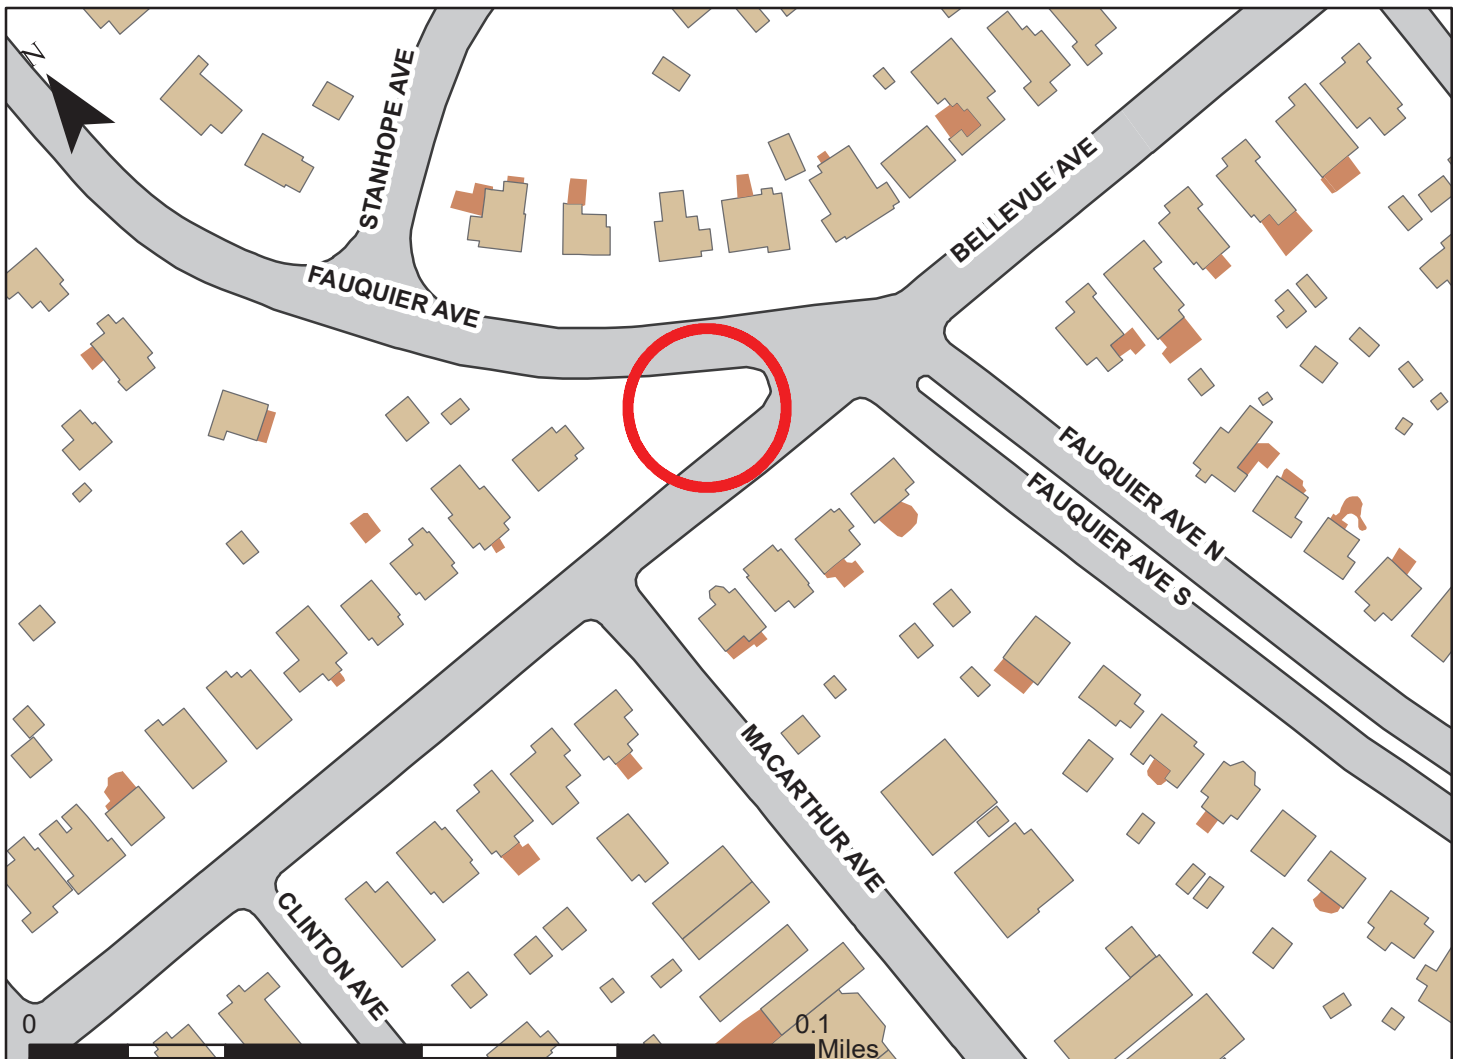 N
STANHOPE AVE
BELLEVUE AVE
FAUQUIER AVE
FAUQUIER AVE N
FAUQUIER AVE S
MACARTHUR AVE
CLINTON AVE
0 0.1
Miles